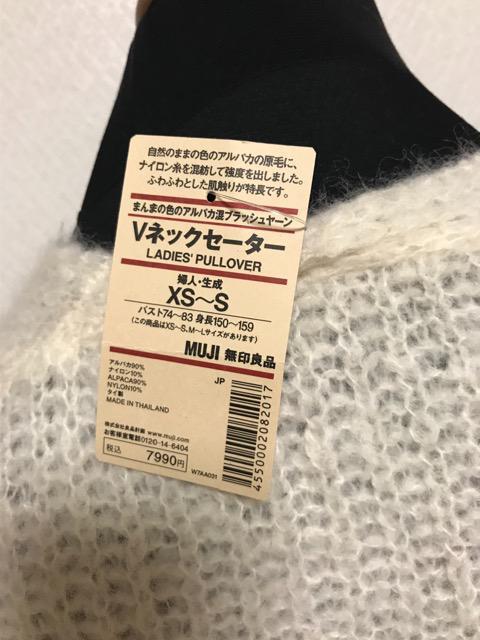 自然のままの色のアルパカの原毛に、
ナイロン糸を混紡して強度を出しました。
ふわふわとした肌触りが特長です。
まんまの色のアルパカ混ブラッシュヤーン
Vネックセーター
LADIES' PULLOVER
婦人・生成
XS〜S
バスト74〜83 身長150〜159
(この商品はXS〜S、M〜Lサイズがあります)
MUJI 無印良品
JP
アルパカ90%
ナイロン10%
ALPACA90%
NYLON10%
タイ製
MADE IN THAILAND
株式会社良品計画 www.muji.com
お客様室電話0120-14-6404
税込 7990円
W7AA031
4550002082017